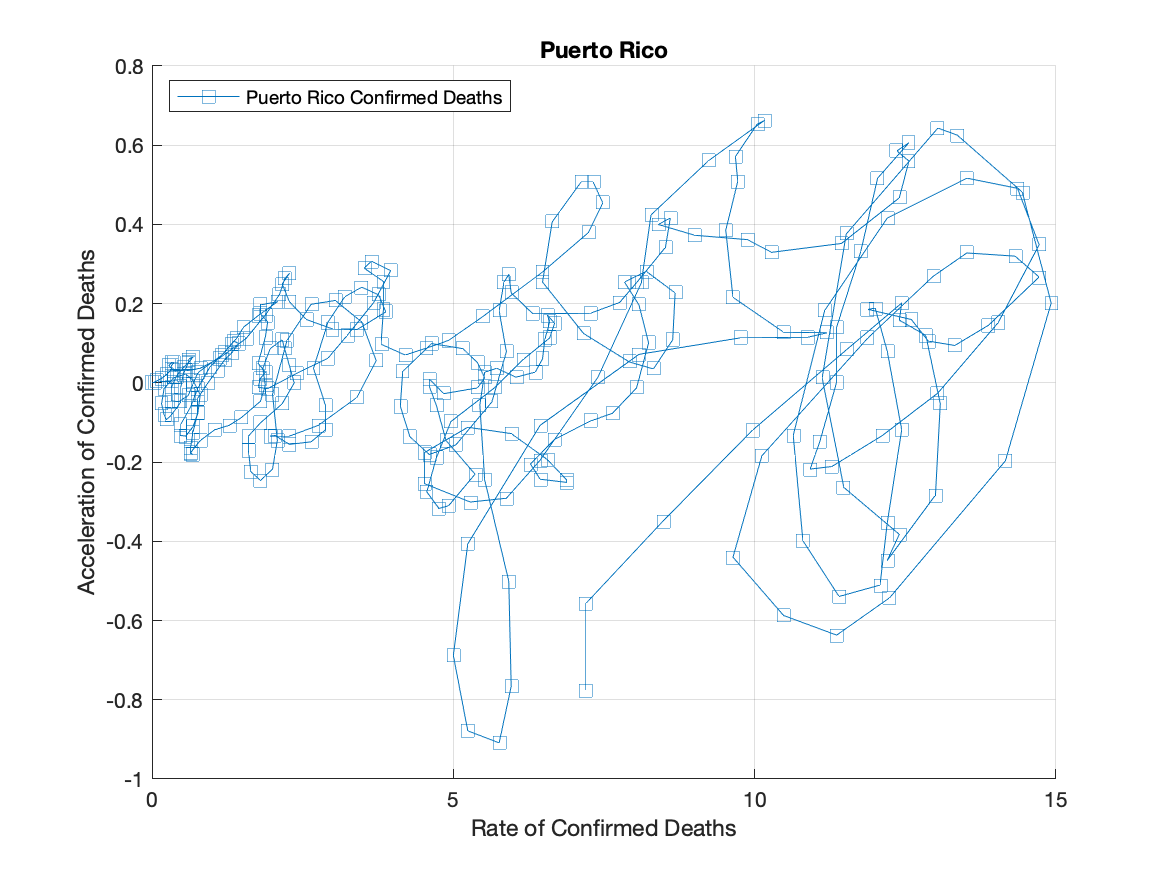 Puerto Rico
Puerto Rico Confirmed Deaths
0.8
0.6
0.4
0.2
0
-0.2
-0.4
-0.6
-0.8
-1
0 5 10 15
Acceleration of Confirmed Deaths
Rate of Confirmed Deaths